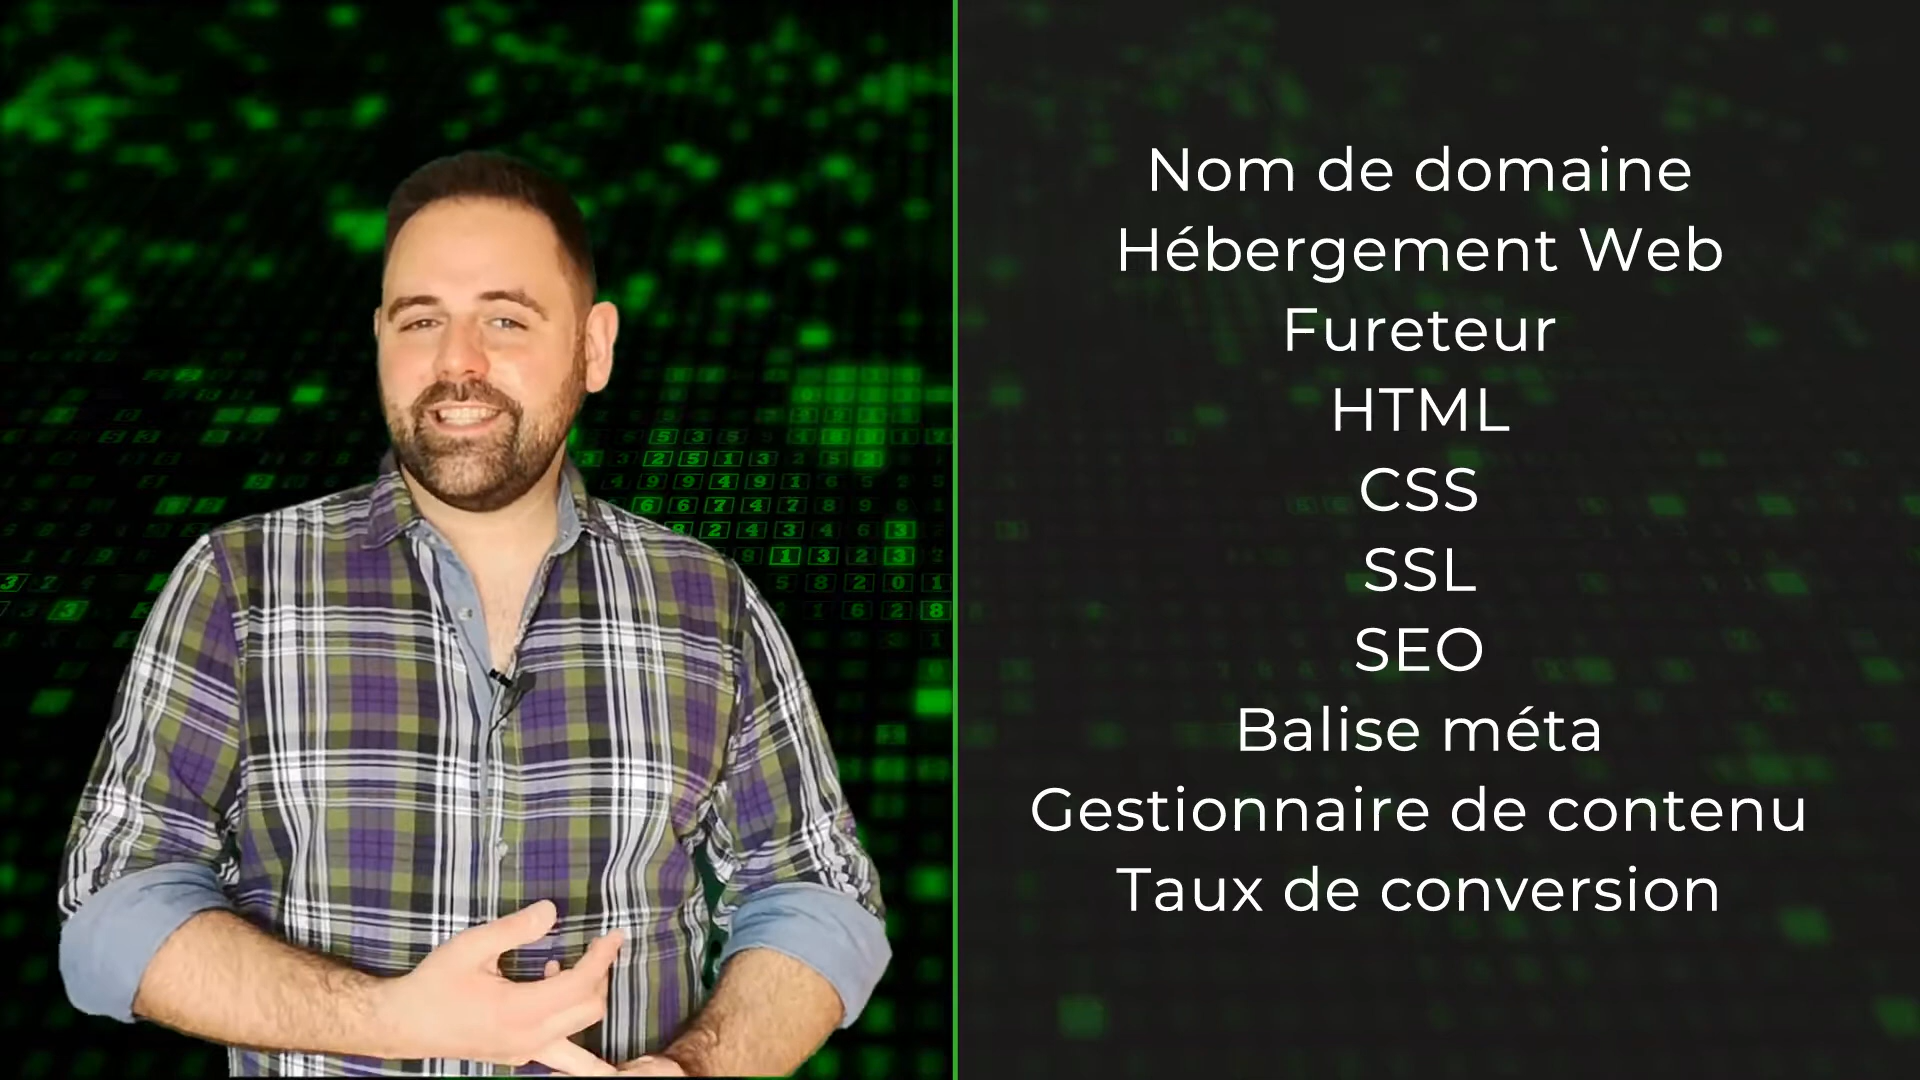 Nom de domaine
Hébergement Web
Fureteur
HTML
CSS
SSL
SEO
Balise méta
Gestionnaire de contenu
Taux de conversion